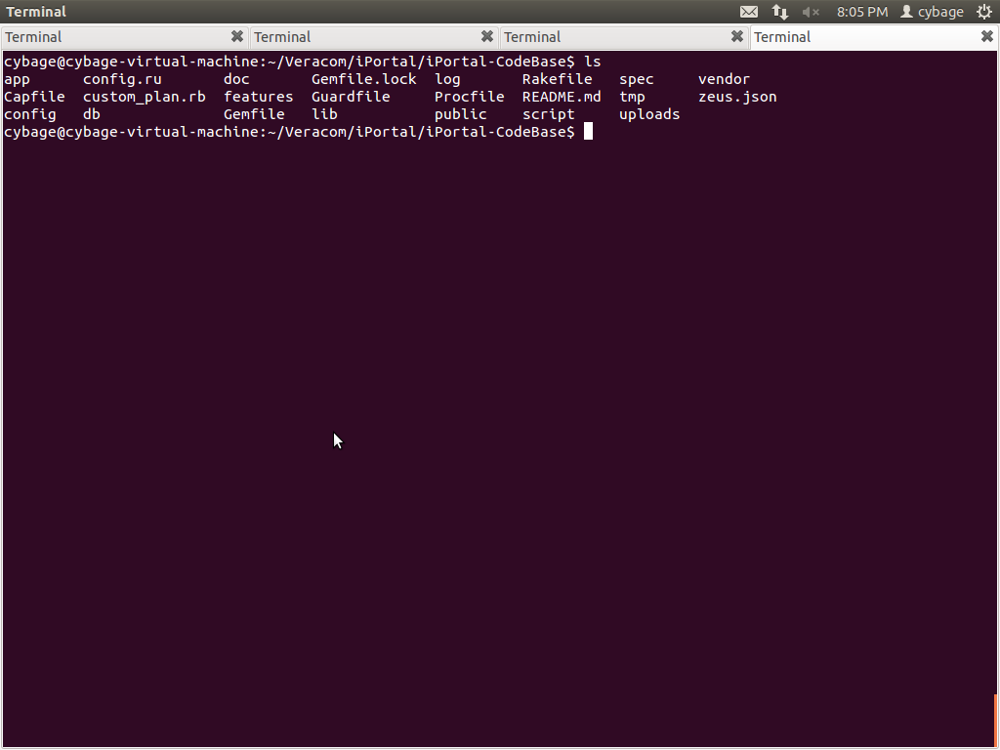 Terminal 8:05 PM cybage
Terminal Terminal Terminal Terminal
cybage@cybage-virtual-machine:~/Veracom/iPortal/iPortal-CodeBase$ ls
app config.ru doc Gemfile.lock log Rakefile spec vendor
Capfile custom_plan.rb features Guardfile Procfile README.md tmp zeus.json
config db Gemfile lib public script uploads
cybage@cybage-virtual-machine:~/Veracom/iPortal/iPortal-CodeBase$